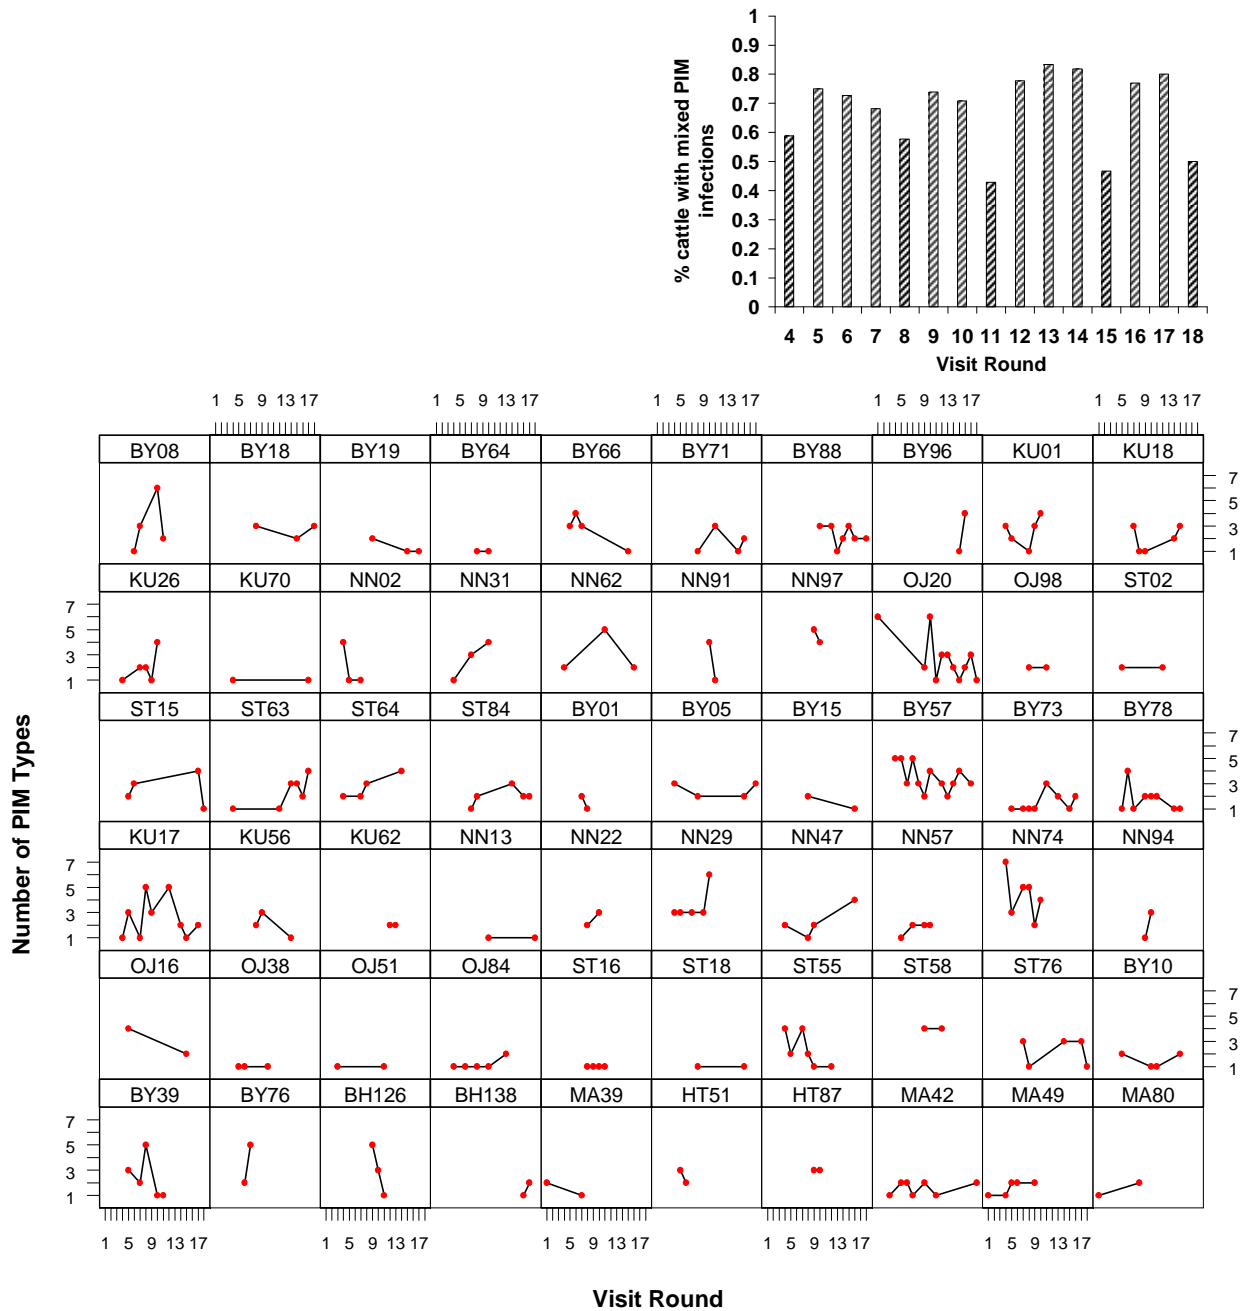 1
0.9
0.8
0.7
0.6
0.5
0.4
0.3
0.2
0.1
0
% cattle with mixed PIM
infections
4 5 6 7 8 9 10 11 12 13 14 15 16 17 18
Visit Round
1 5 9 13 17 1 5 9 13 17 1 5 9 13 17 1 5 9 13 17 1 5 9 13 17
BY08 BY18 BY19 BY64 BY66 BY71 BY88 BY96 KU01 KU18
7
5
3
1
KU26 KU70 NN02 NN31 NN62 NN91 NN97 OJ20 OJ98 ST02
7
5
3
1
ST15 ST63 ST64 ST84 BY01 BY05 BY15 BY57 BY73 BY78
7
5
3
1
KU17 KU56 KU62 NN13 NN22 NN29 NN47 NN57 NN74 NN94
7
5
3
1
OJ16 OJ38 OJ51 OJ84 ST16 ST18 ST55 ST58 ST76 BY10
7
5
3
1
BY39 BY76 BH126 BH138 MA39 HT51 HT87 MA42 MA49 MA80
7
5
3
1
1 5 9 13 17 1 5 9 13 17 1 5 9 13 17 1 5 9 13 17 1 5 9 13 17
Number of PIM Types
Visit Round